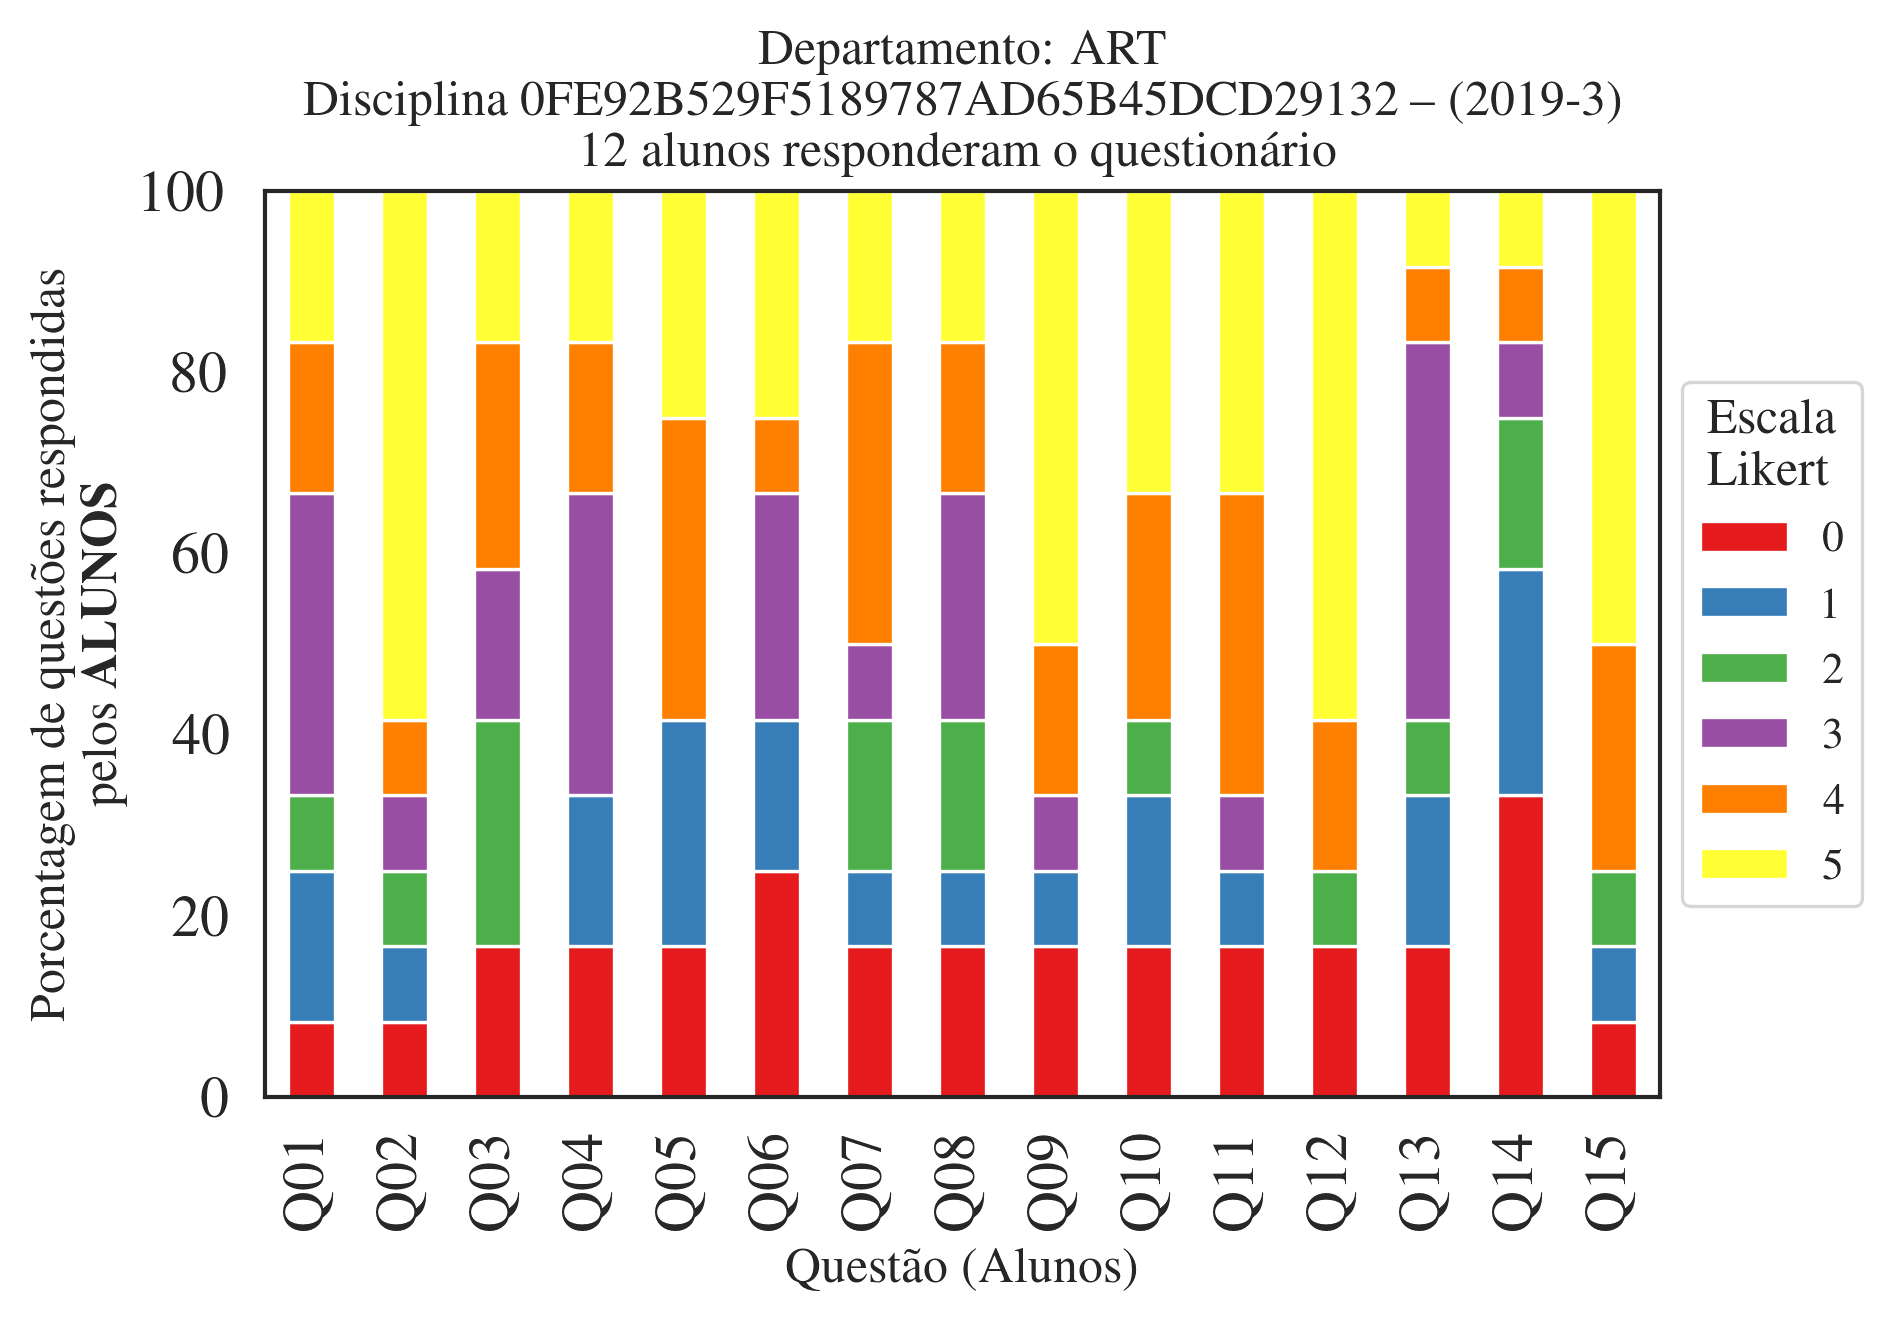 Departamento: ART
Disciplina 0FE92B529F5189787AD65B45DCD29132 – (2019-3)
12 alunos responderam o questionário
Porcentagem de questões respondidas
pelos ALUNOS
100
80
60
40
20
0
Q01
Q02
Q03
Q04
Q05
Q06
Q07
Q08
Q09
Q10
Q11
Q12
Q13
Q14
Q15
Questão (Alunos)
Escala
Likert
0
1
2
3
4
5